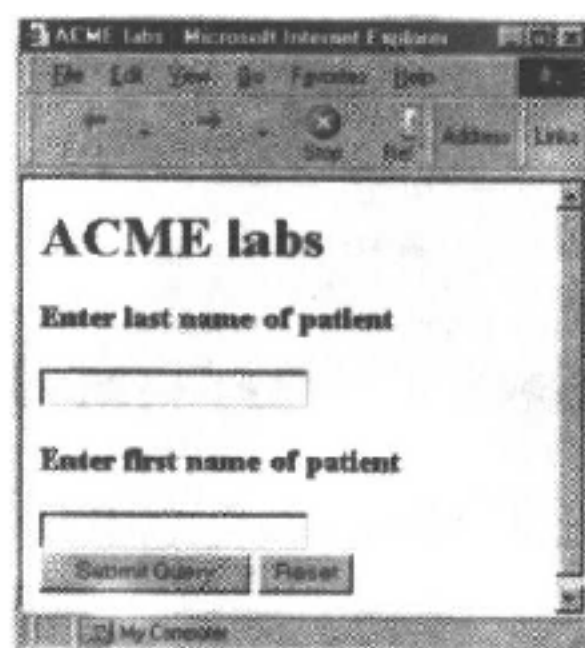 ACME labs Microsoft Internet Explorer
File Edit View Go Favorites Help
Stop Ref Address Links
ACME labs
Enter last name of patient
Enter first name of patient
Submit Query Reset
My Computer